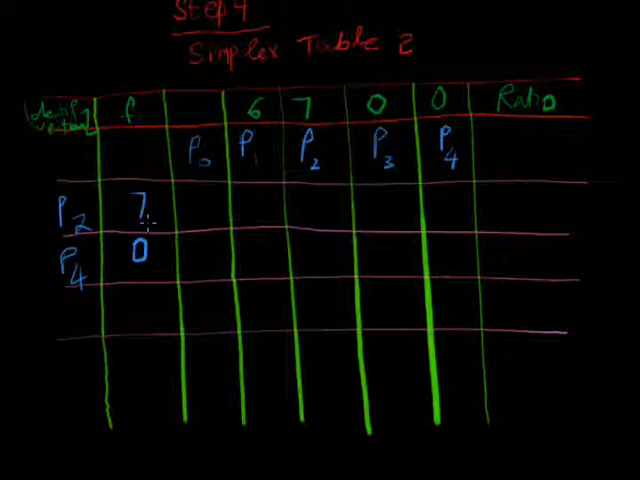 Step 4
Simplex Table 2
Identify f 6 7 0 0 Ratio
P0 P1 P2 P3 P4
P2 7
P4 0